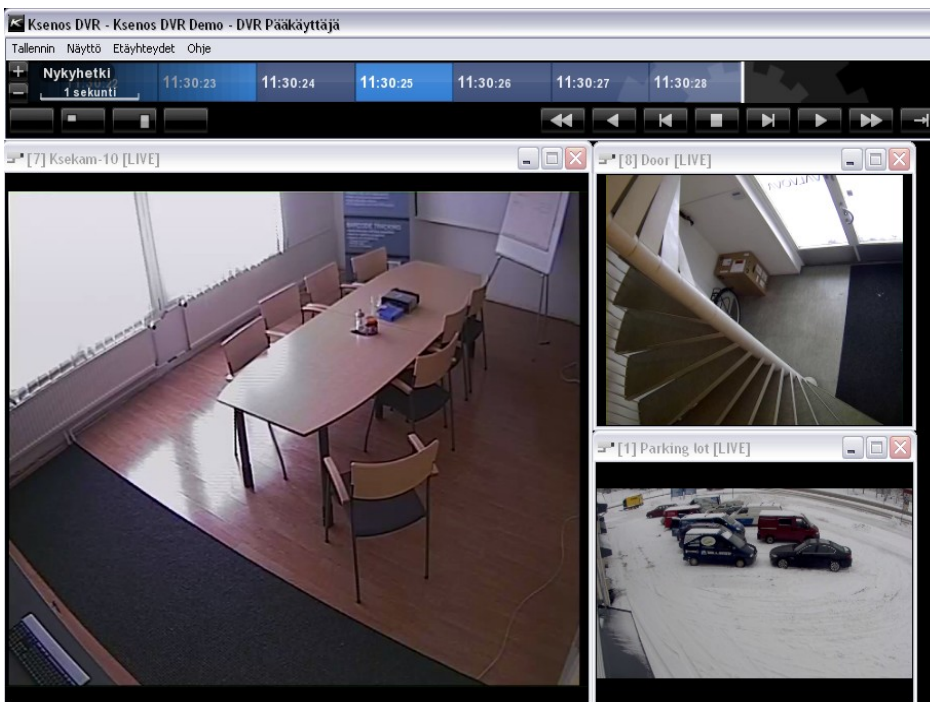 Ksenos DVR - Ksenos DVR Demo - DVR Pääkäyttäjä
Tallennin Näyttö Etäyhteydet Ohje
Nykyhetki 11:30:23 11:30:24 11:30:25 11:30:26 11:30:27 11:30:28
1 sekunti
[7] Ksekam-10 [LIVE]
[8] Door [LIVE]
[1] Parking lot [LIVE]